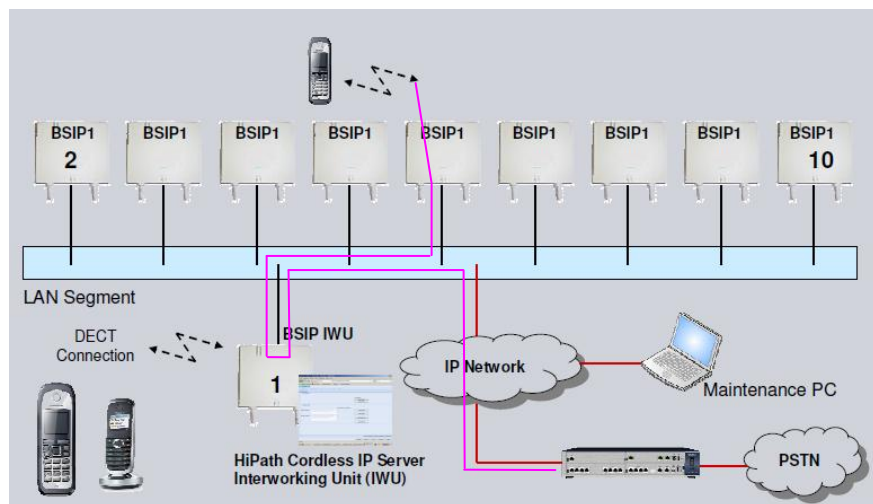 BSIP1
2
BSIP1
BSIP1
BSIP1
BSIP1
BSIP1
BSIP1
BSIP1
BSIP1
10
LAN Segment
DECT
Connection
BSIP IWU
1
IP Network
Maintenance PC
HiPath Cordless IP Server
Interworking Unit (IWU)
PSTN